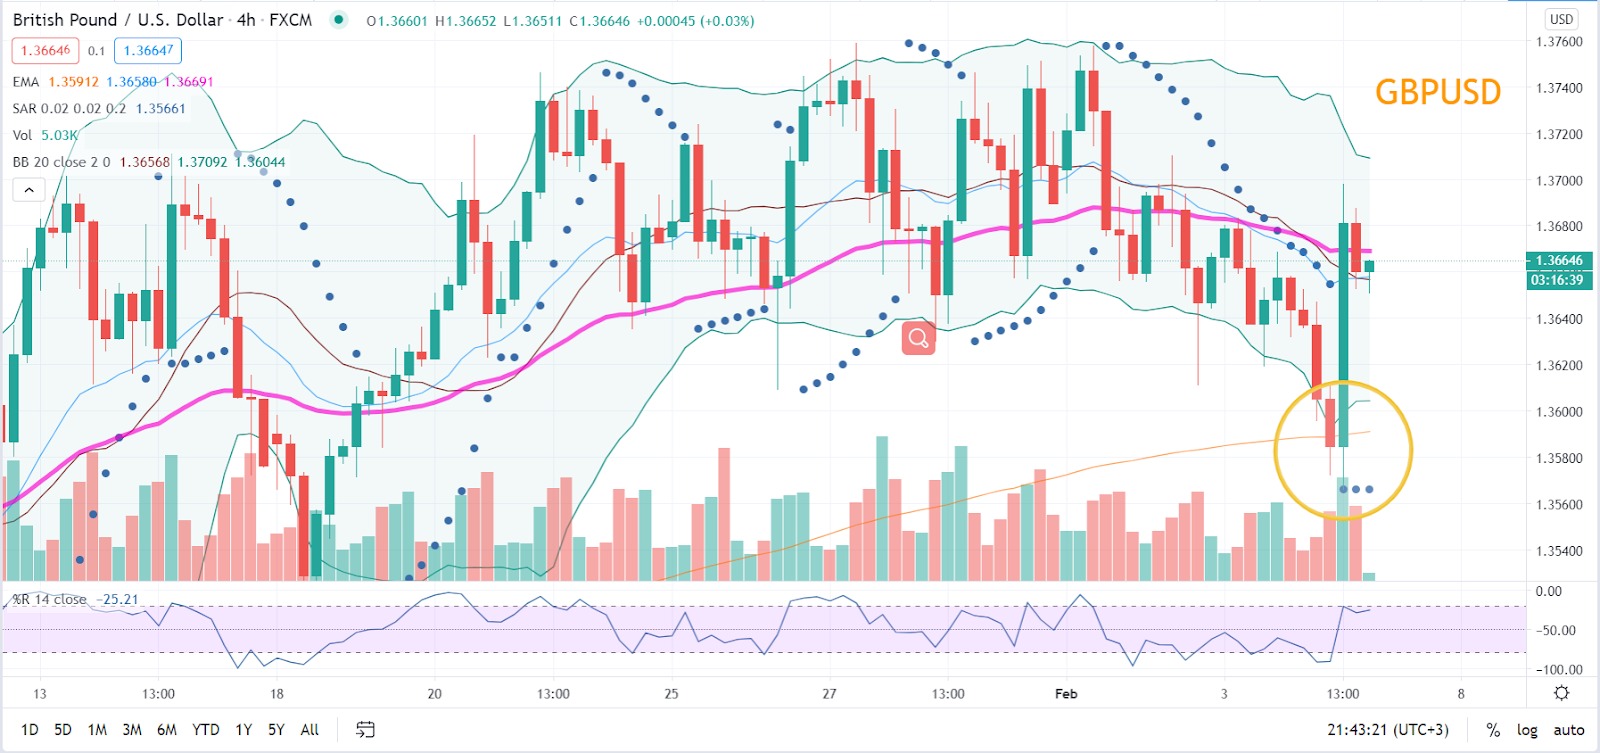 British Pound / U.S. Dollar · 4h · FXCM O1.36601 H1.36652 L1.36511 C1.36646 +0.00045 (+0.03%)
USD
1.36646 0.1 1.36647
EMA 1.35912 1.36580 1.36691
SAR 0.02 0.02 0.2 1.35661
Vol 5.03K
BB 20 close 2 0 1.36568 1.37092 1.36044
GBPUSD
1.37600
1.37400
1.37200
1.37000
1.36800
1.36646
03:16:39
1.36400
1.36200
1.36000
1.35800
1.35600
1.35400
%R 14 close −25.21
0.00
−50.00
−100.00
13 13:00 18 20 13:00 25 27 13:00 Feb 3 13:00 8
1D 5D 1M 3M 6M YTD 1Y 5Y All 21:43:21 (UTC+3) % log auto